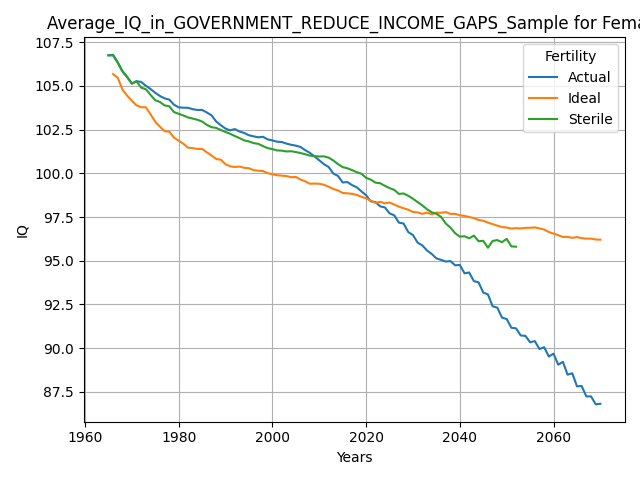 Average_IQ_in_GOVERNMENT_REDUCE_INCOME_GAPS_Sample for Fema
107.5
105.0
102.5
100.0
97.5
95.0
92.5
90.0
87.5
IQ
Fertility
Actual
Ideal
Sterile
1960 1980 2000 2020 2040 2060
Years